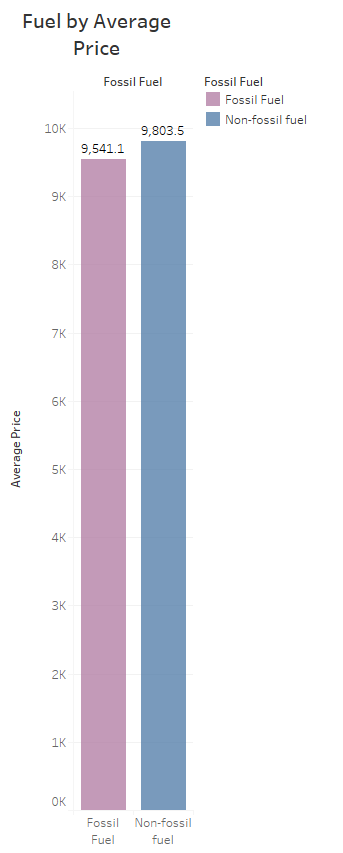 Fuel by Average
Price
Fossil Fuel
Fossil Fuel
Fossil Fuel
Non-fossil fuel
10K
9,541.1
9,803.5
9K
8K
7K
6K
5K
4K
3K
2K
1K
0K
Average Price
Fossil
Fuel
Non-fossil
fuel